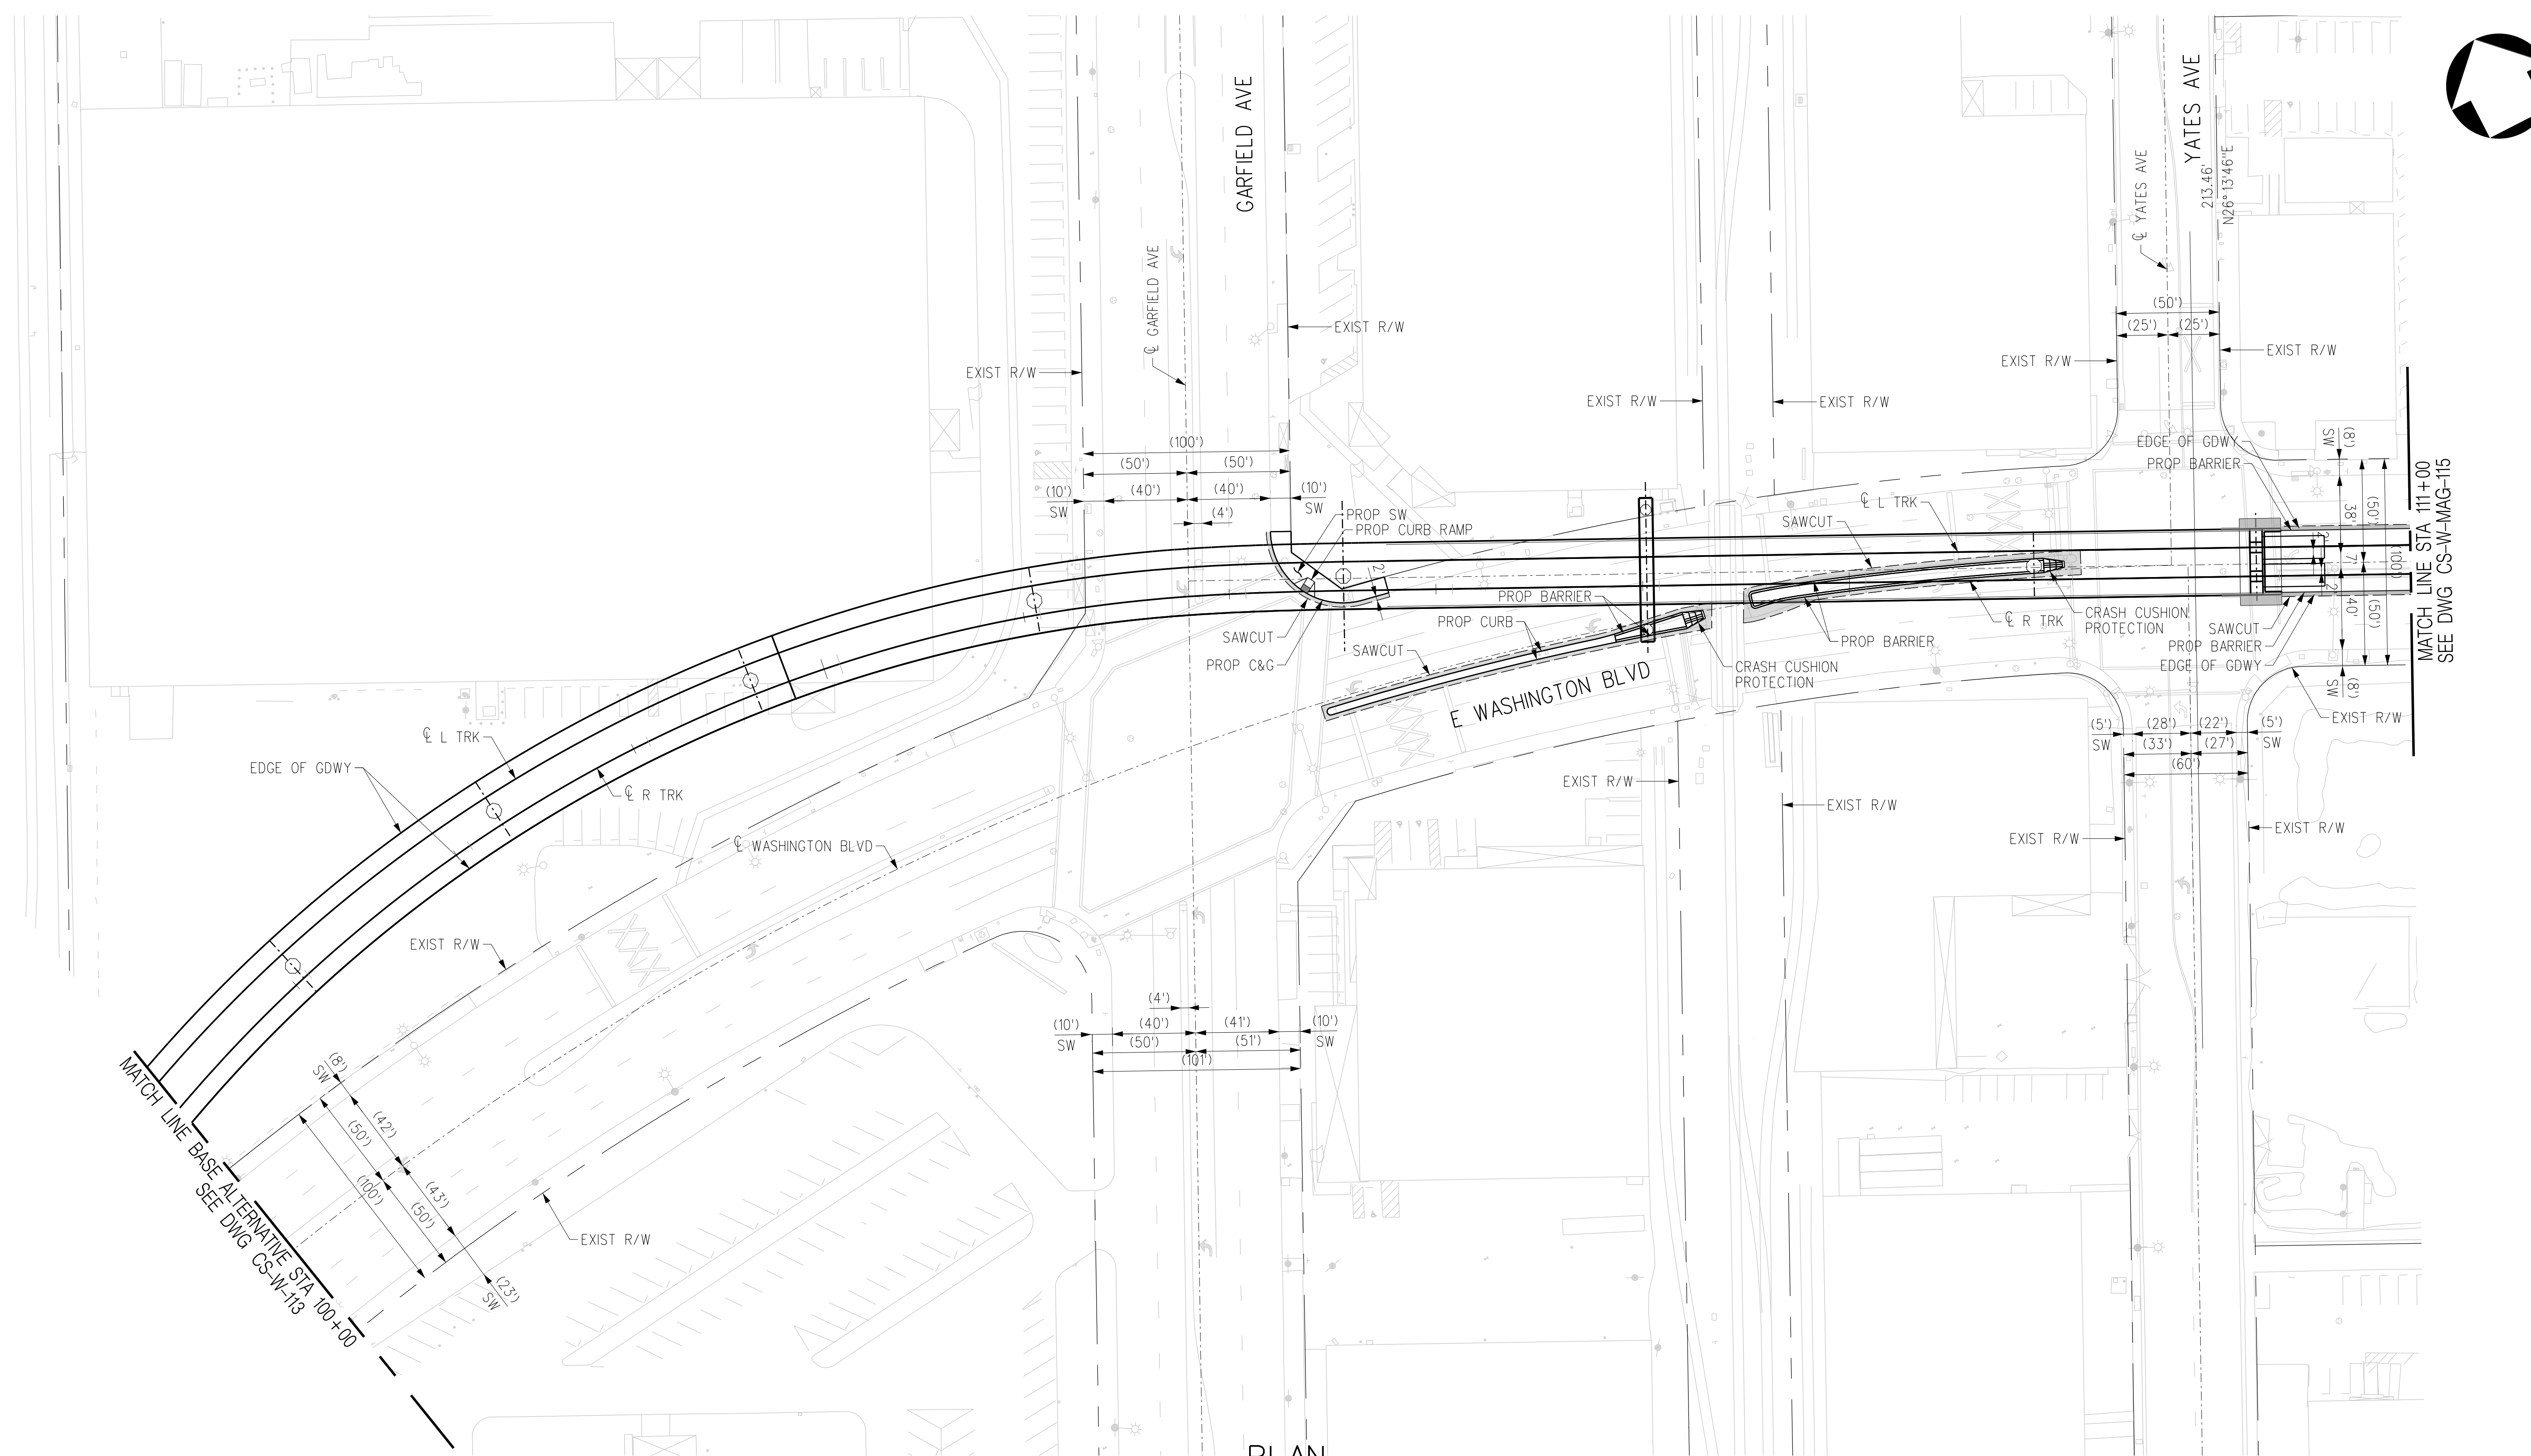 GARFIELD AVE
℄ GARFIELD AVE
YATES AVE
℄ YATES AVE
213.46'
N26°13'46"E
EXIST R/W
EXIST R/W
(100')
(50')
(50')
(10')
SW
(40')
(40')
(10')
SW
(4')
PROP SW
PROP CURB RAMP
SAWCUT
PROP C&G
2'
EXIST R/W
EXIST R/W
(50')
(25')
(25')
EXIST R/W
EXIST R/W
EDGE OF GDWY
PROP BARRIER
℄ L TRK
SAWCUT
PROP BARRIER
PROP CURB
SAWCUT
E WASHINGTON BLVD
CRASH CUSHION
PROTECTION
PROP BARRIER
℄ R TRK
CRASH CUSHION
PROTECTION
SAWCUT
PROP BARRIER
EDGE OF GDWY
(8')
SW
38'
(50')
2'
7'
(100')
2'
40'
(50')
(8')
SW
MATCH LINE STA 111+00
SEE DWG CS-W-MAG-115
EXIST R/W
(5')
SW
(28')
(22')
(5')
SW
(33')
(27')
(60')
EXIST R/W
EXIST R/W
EXIST R/W
EXIST R/W
℄ L TRK
EDGE OF GDWY
℄ R TRK
℄ WASHINGTON BLVD
EXIST R/W
(4')
(10')
SW
(40')
(41')
(10')
SW
(50')
(51')
(101')
(8')
SW
(42')
(50')
(100')
(43')
(50')
(23')
SW
EXIST R/W
MATCH LINE BASE ALTERNATIVE STA 100+00
SEE DWG CS-W-113
PLAN